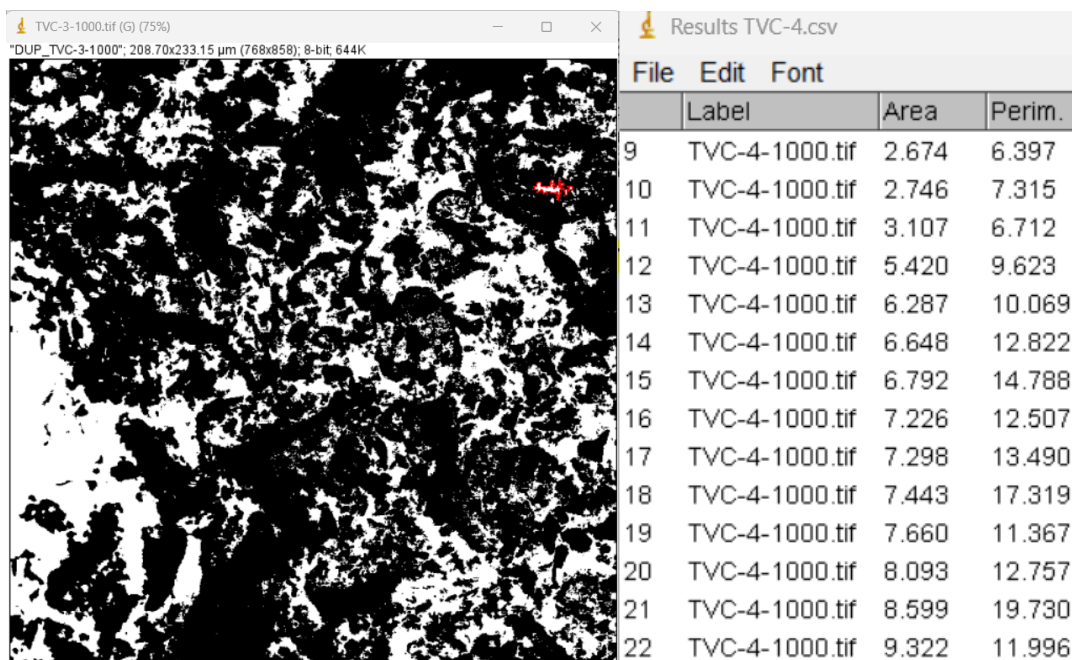 TVC-3-1000.tif (G) (75%)
"DUP_TVC-3-1000"; 208.70x233.15 µm (768x858); 8-bit; 644K
Results TVC-4.csv
File Edit Font
Label Area Perim.
9 TVC-4-1000.tif 2.674 6.397
10 TVC-4-1000.tif 2.746 7.315
11 TVC-4-1000.tif 3.107 6.712
12 TVC-4-1000.tif 5.420 9.623
13 TVC-4-1000.tif 6.287 10.069
14 TVC-4-1000.tif 6.648 12.822
15 TVC-4-1000.tif 6.792 14.788
16 TVC-4-1000.tif 7.226 12.507
17 TVC-4-1000.tif 7.298 13.490
18 TVC-4-1000.tif 7.443 17.319
19 TVC-4-1000.tif 7.660 11.367
20 TVC-4-1000.tif 8.093 12.757
21 TVC-4-1000.tif 8.599 19.730
22 TVC-4-1000.tif 9.322 11.996